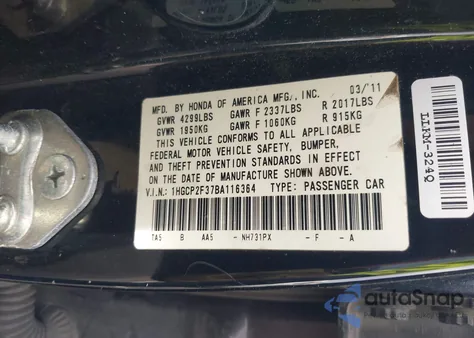 MFD. BY HONDA OF AMERICA MFG., INC. 03/'11
GVWR 4299LBS GAWR F 2337LBS R 2017LBS
GVWR 1950KG GAWR F 1060KG R 915KG
THIS VEHICLE CONFORMS TO ALL APPLICABLE
FEDERAL MOTOR VEHICLE SAFETY, BUMPER,
AND THEFT PREVENTION STANDARDS IN EFFECT
ON THE DATE OF MANUFACTURE SHOWN ABOVE.
V.I.N.: 1HGCP2F37BA116364 TYPE: PASSENGER CAR
TA5 B AA5 - NH731PX - F - A
LLFM-324Q
autoSnap